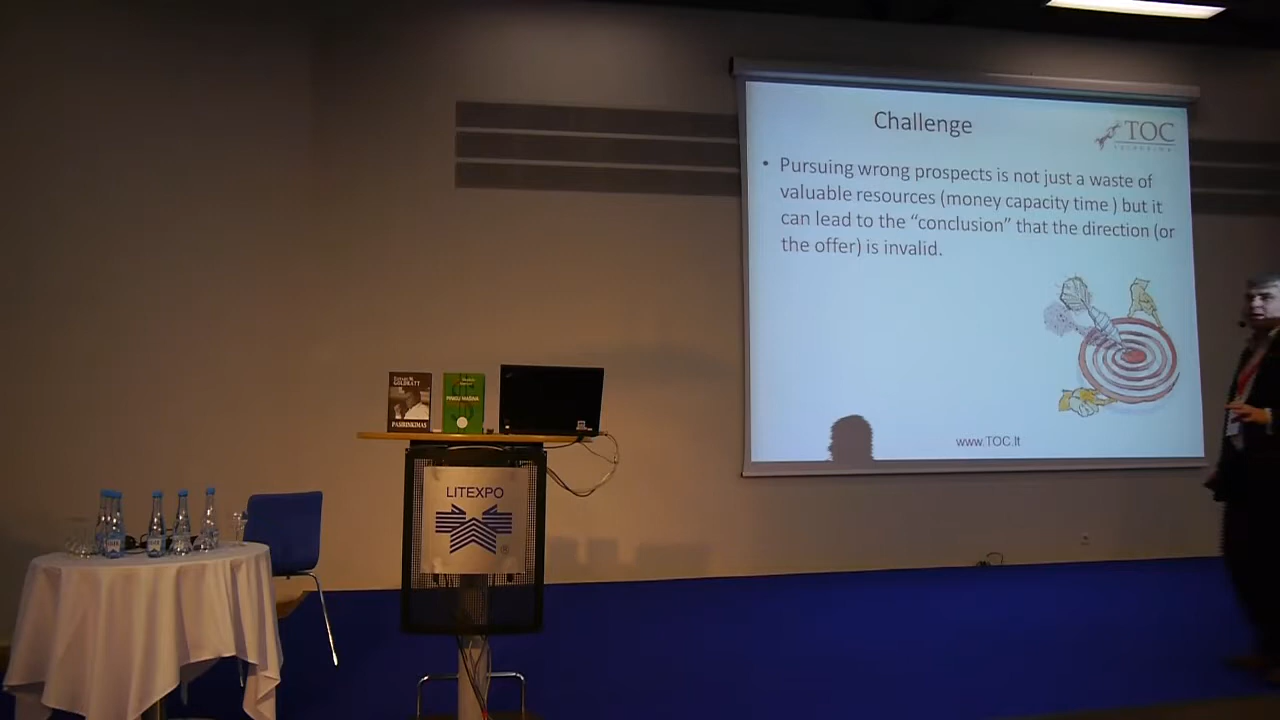 Challenge
TOC
• Pursuing wrong prospects is not just a waste of
valuable resources (money capacity time ) but it
can lead to the “conclusion” that the direction (or
the offer) is invalid.
www.TOC.lt
GOLDRATT
PASIRINKIMAS
PINIGŲ MAŠINA
LITEXPO
®